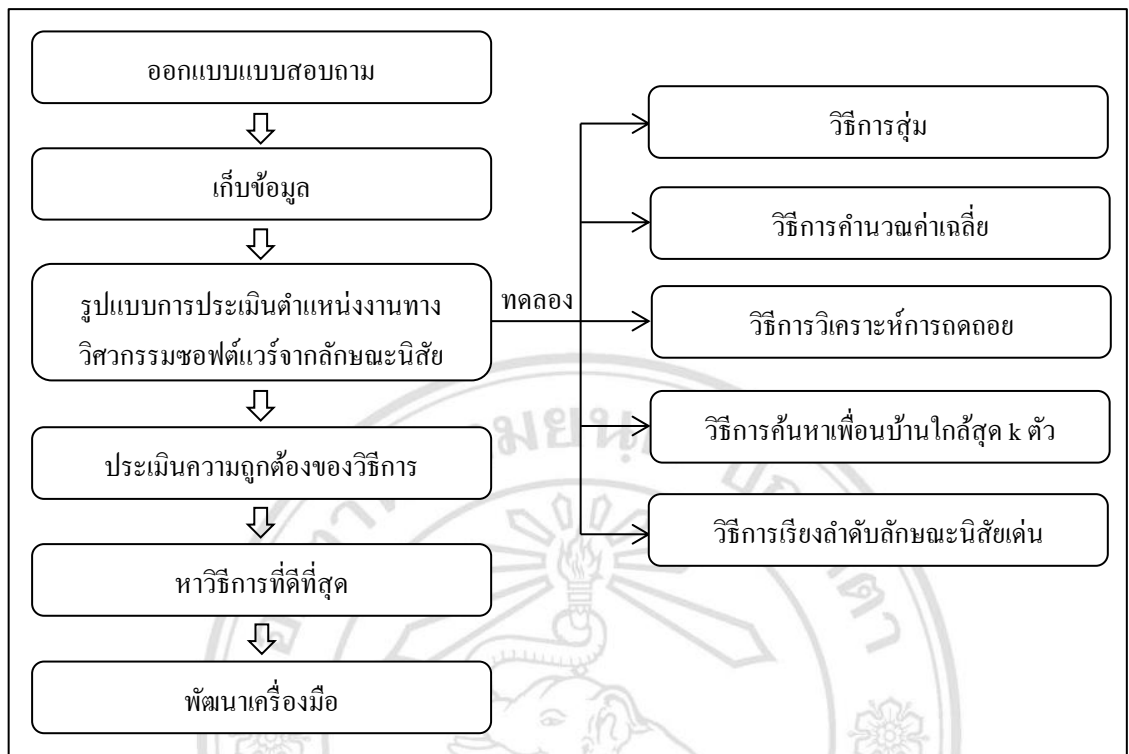 ออกแบบแบบสอบถาม
เก็บข้อมูล
รูปแบบการประเมินตำแหน่งงานทาง
วิศวกรรมซอฟต์แวร์จากลักษณะนิสัย
ประเมินความถูกต้องของวิธีการ
หาวิธีการที่ดีที่สุด
พัฒนาเครื่องมือ
ทดลอง
วิธีการสุ่ม
วิธีการคำนวณค่าเฉลี่ย
วิธีการวิเคราะห์การถดถอย
วิธีการค้นหาเพื่อนบ้านใกล้สุด k ตัว
วิธีการเรียงลำดับลักษณะนิสัยเด่น